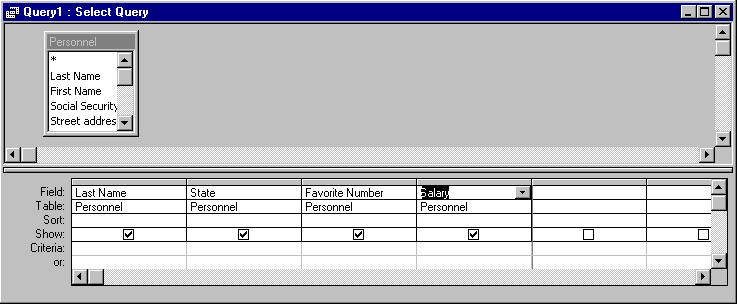 Query1 : Select Query
Personnel
*
Last Name
First Name
Social Security
Street addres
Field: Last Name State Favorite Number Salary
Table: Personnel Personnel Personnel Personnel
Sort:
Show:
Criteria:
or: